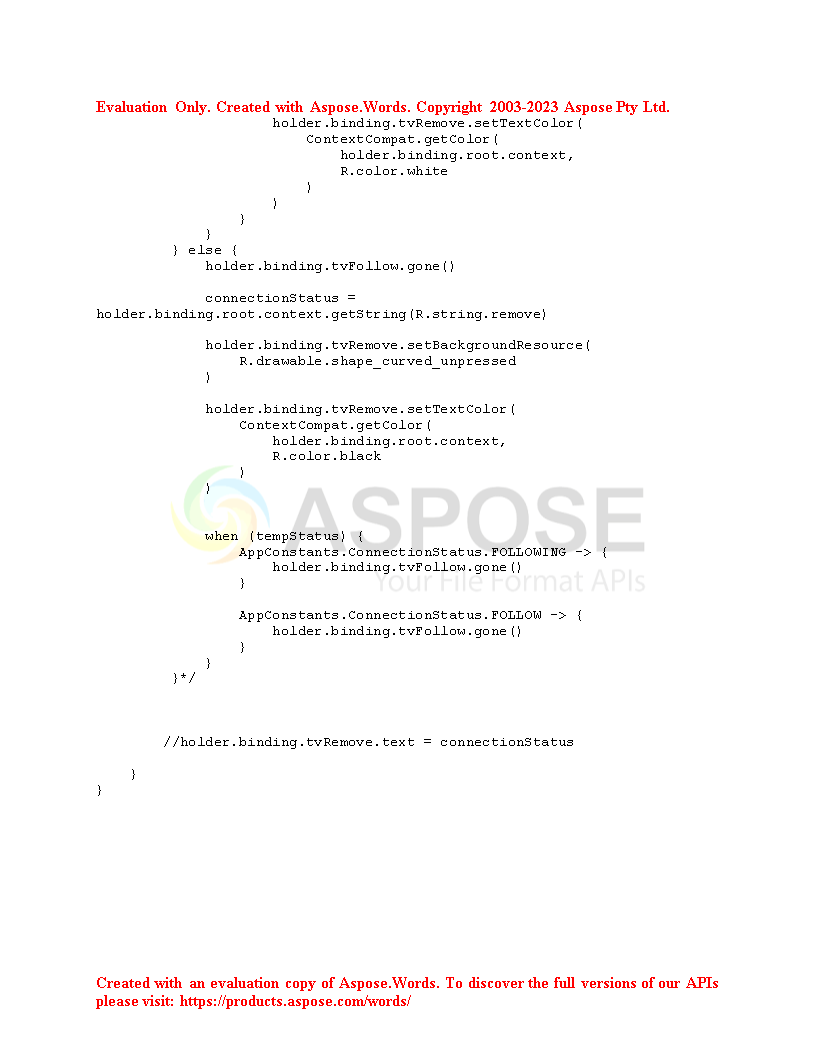 Evaluation Only. Created with Aspose.Words. Copyright 2003-2023 Aspose Pty Ltd.
holder.binding.tvRemove.setTextColor(
ContextCompat.getColor(
holder.binding.root.context,
R.color.white
)
)
}
}
} else {
holder.binding.tvFollow.gone()
connectionStatus =
holder.binding.root.context.getString(R.string.remove)
holder.binding.tvRemove.setBackgroundResource(
R.drawable.shape_curved_unpressed
)
holder.binding.tvRemove.setTextColor(
ContextCompat.getColor(
holder.binding.root.context,
R.color.black
)
)
ASPOSE
when (tempStatus) {
AppConstants.ConnectionStatus.FOLLOWING -> {
holder.binding.tvFollow.gone()
Your File Format APIs
}
AppConstants.ConnectionStatus.FOLLOW -> {
holder.binding.tvFollow.gone()
}
}
}*/
//holder.binding.tvRemove.text = connectionStatus
}
}
Created with an evaluation copy of Aspose.Words. To discover the full versions of our APIs
please visit: https://products.aspose.com/words/